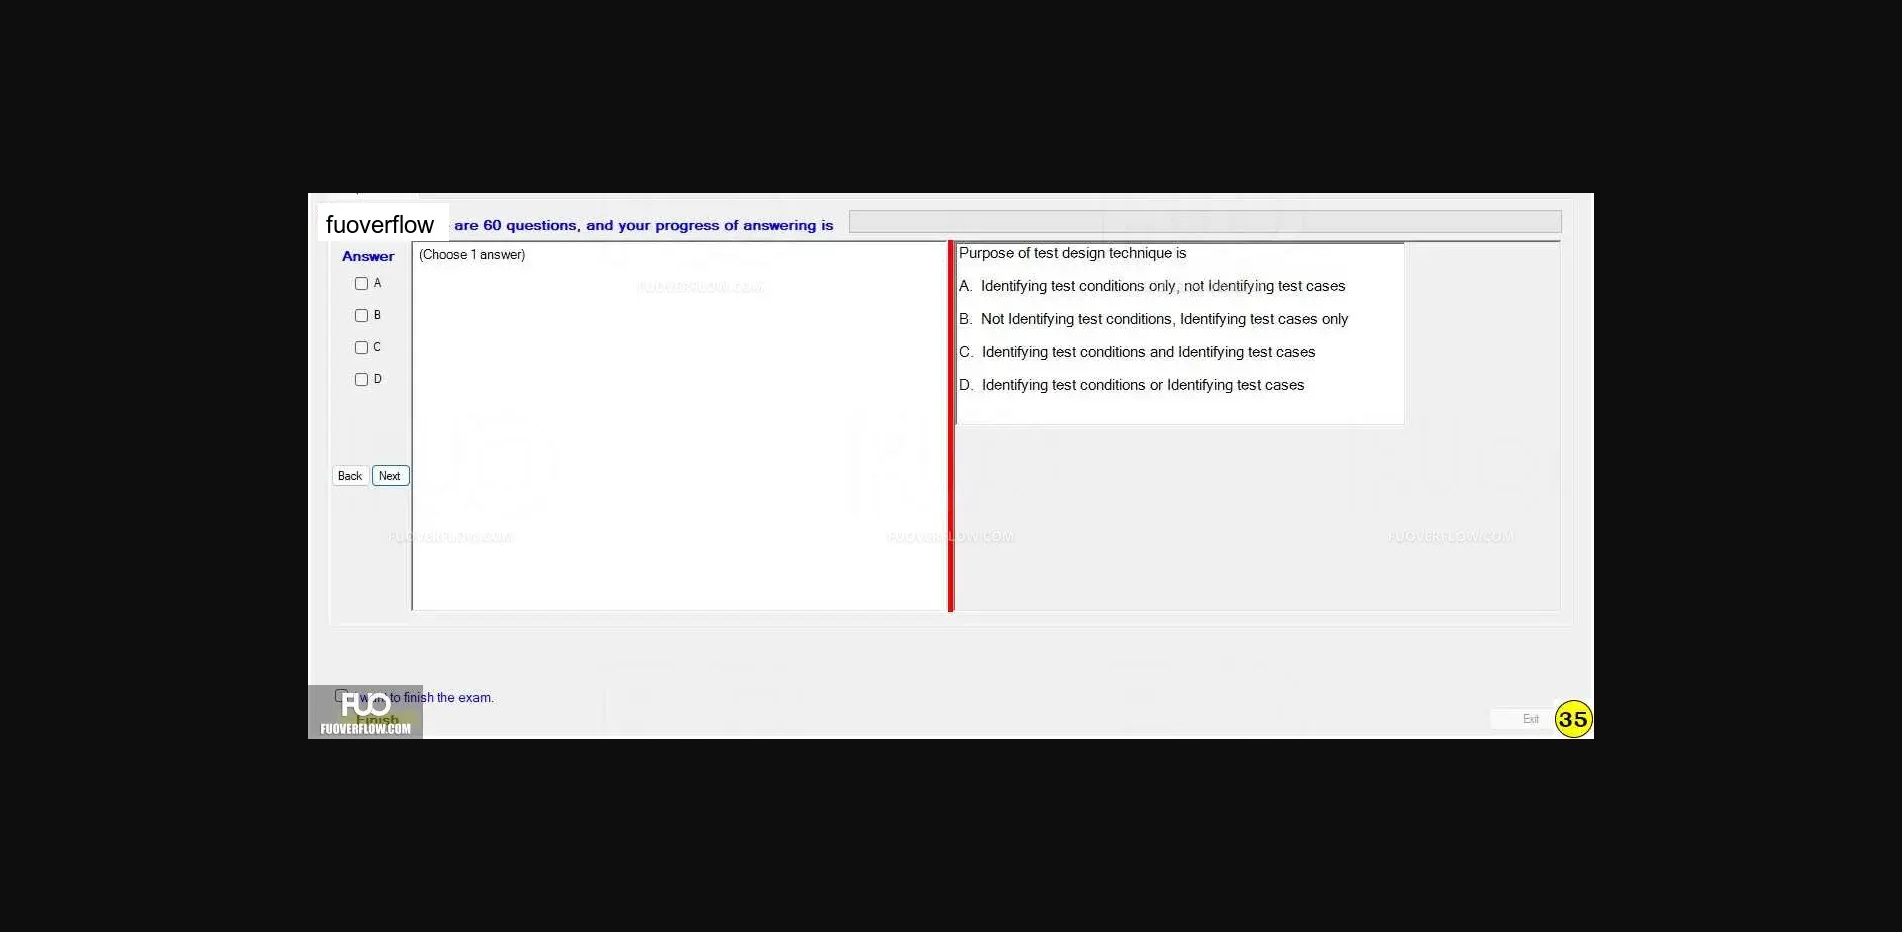 fuoverflow
are 60 questions, and your progress of answering is
Answer
(Choose 1 answer)
A
B
C
D
Back Next
Purpose of test design technique is
A. Identifying test conditions only, not Identifying test cases
B. Not Identifying test conditions, Identifying test cases only
C. Identifying test conditions and Identifying test cases
D. Identifying test conditions or Identifying test cases
FUOVERFLOW.COM
FUOVERFLOW.COM
FUOVERFLOW.COM
FUOVERFLOW.COM
want to finish the exam.
Finish
FUO
FUOVERFLOW.COM
Exit
35